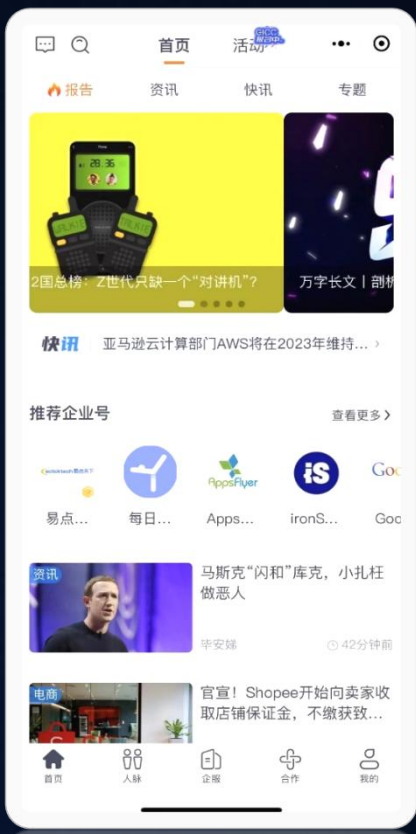 首页
活动
报告
资讯
快讯
专题
28:36
2国总榜：Z世代只缺一个“对讲机”？
万字长文丨剖析
快讯
亚马逊云计算部门AWS将在2023年维持...
推荐企业号
查看更多
易点...
每日...
AppsFlyer
Apps...
iS
ironS...
Goo
Goo
资讯
马斯克“闪和”库克，小扎枉
做恶人
毕安娣
42分钟前
电商
官宣！Shopee开始向卖家收
取店铺保证金，不缴获致...
首页
人脉
企服
合作
我的